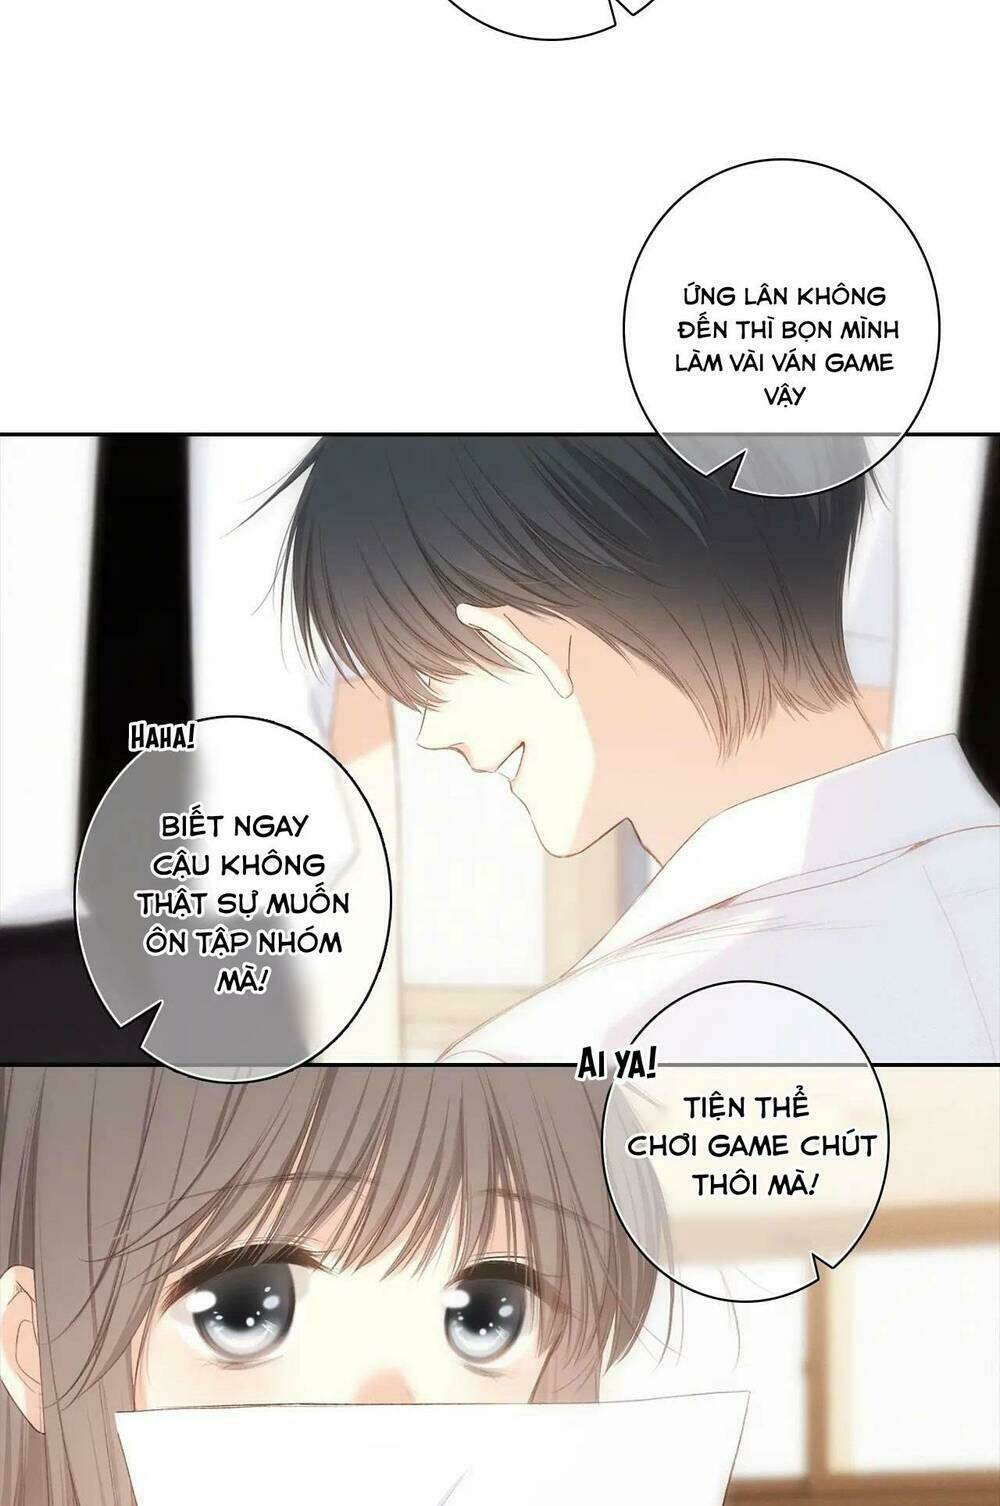 ỨNG LÂN KHÔNG
ĐẾN THÌ BỌN MÌNH
LÀM VÀI VÁN GAME
VẬY
HAHA!
BIẾT NGAY
CẬU KHÔNG
THẬT SỰ MUỐN
ÔN TẬP NHÓM
MÀ!
AI YA!
TIỆN THỂ
CHƠI GAME CHÚT
THÔI MÀ!